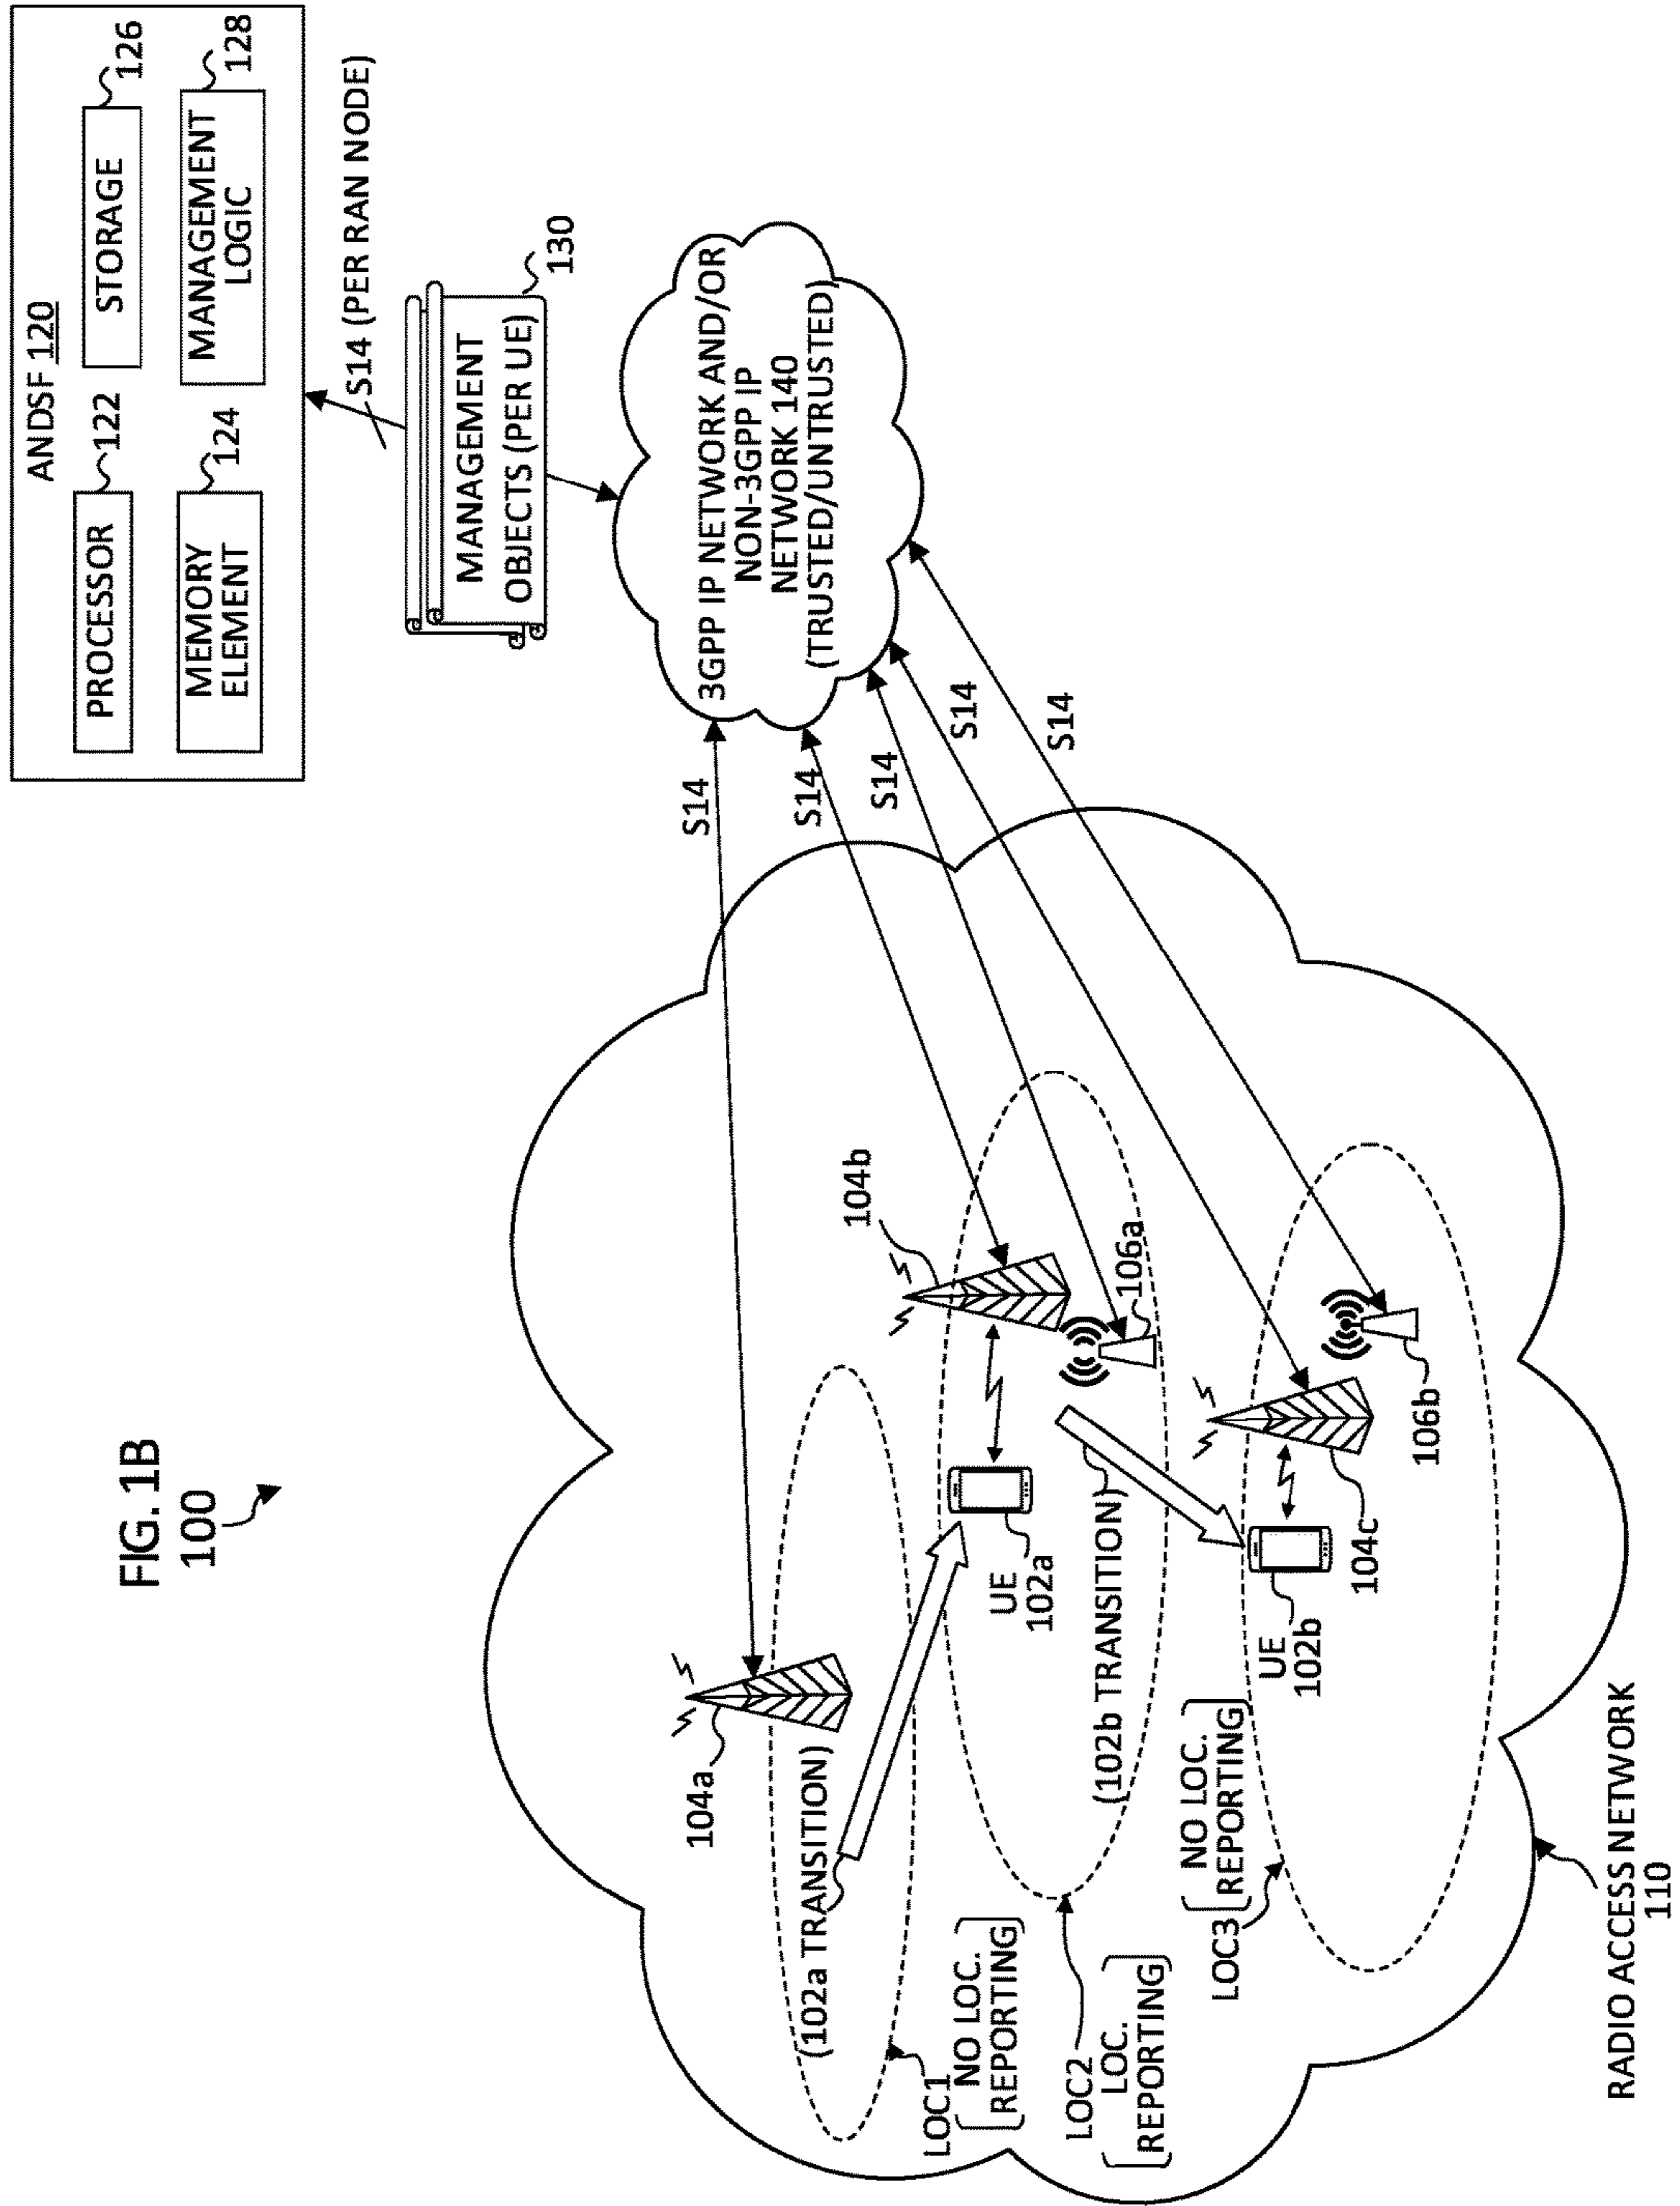 FIG. 1B
100
ANDSF 120
PROCESSOR
122
STORAGE
126
MEMORY
ELEMENT
124
MANAGEMENT
LOGIC
128
S14 (PER RAN NODE)
MANAGEMENT
OBJECTS (PER UE)
130
3GPP IP NETWORK AND/OR
NON-3GPP IP
NETWORK 140
(TRUSTED/UNTRUSTED)
S14
S14
S14
S14
S14
104a
(102a TRANSITION)
104b
UE
102a
106a
(102b TRANSITION)
UE
102b
104c
106b
LOC1
NO LOC.
REPORTING
LOC2
LOC.
REPORTING
LOC3
NO LOC.
REPORTING
RADIO ACCESS NETWORK
110